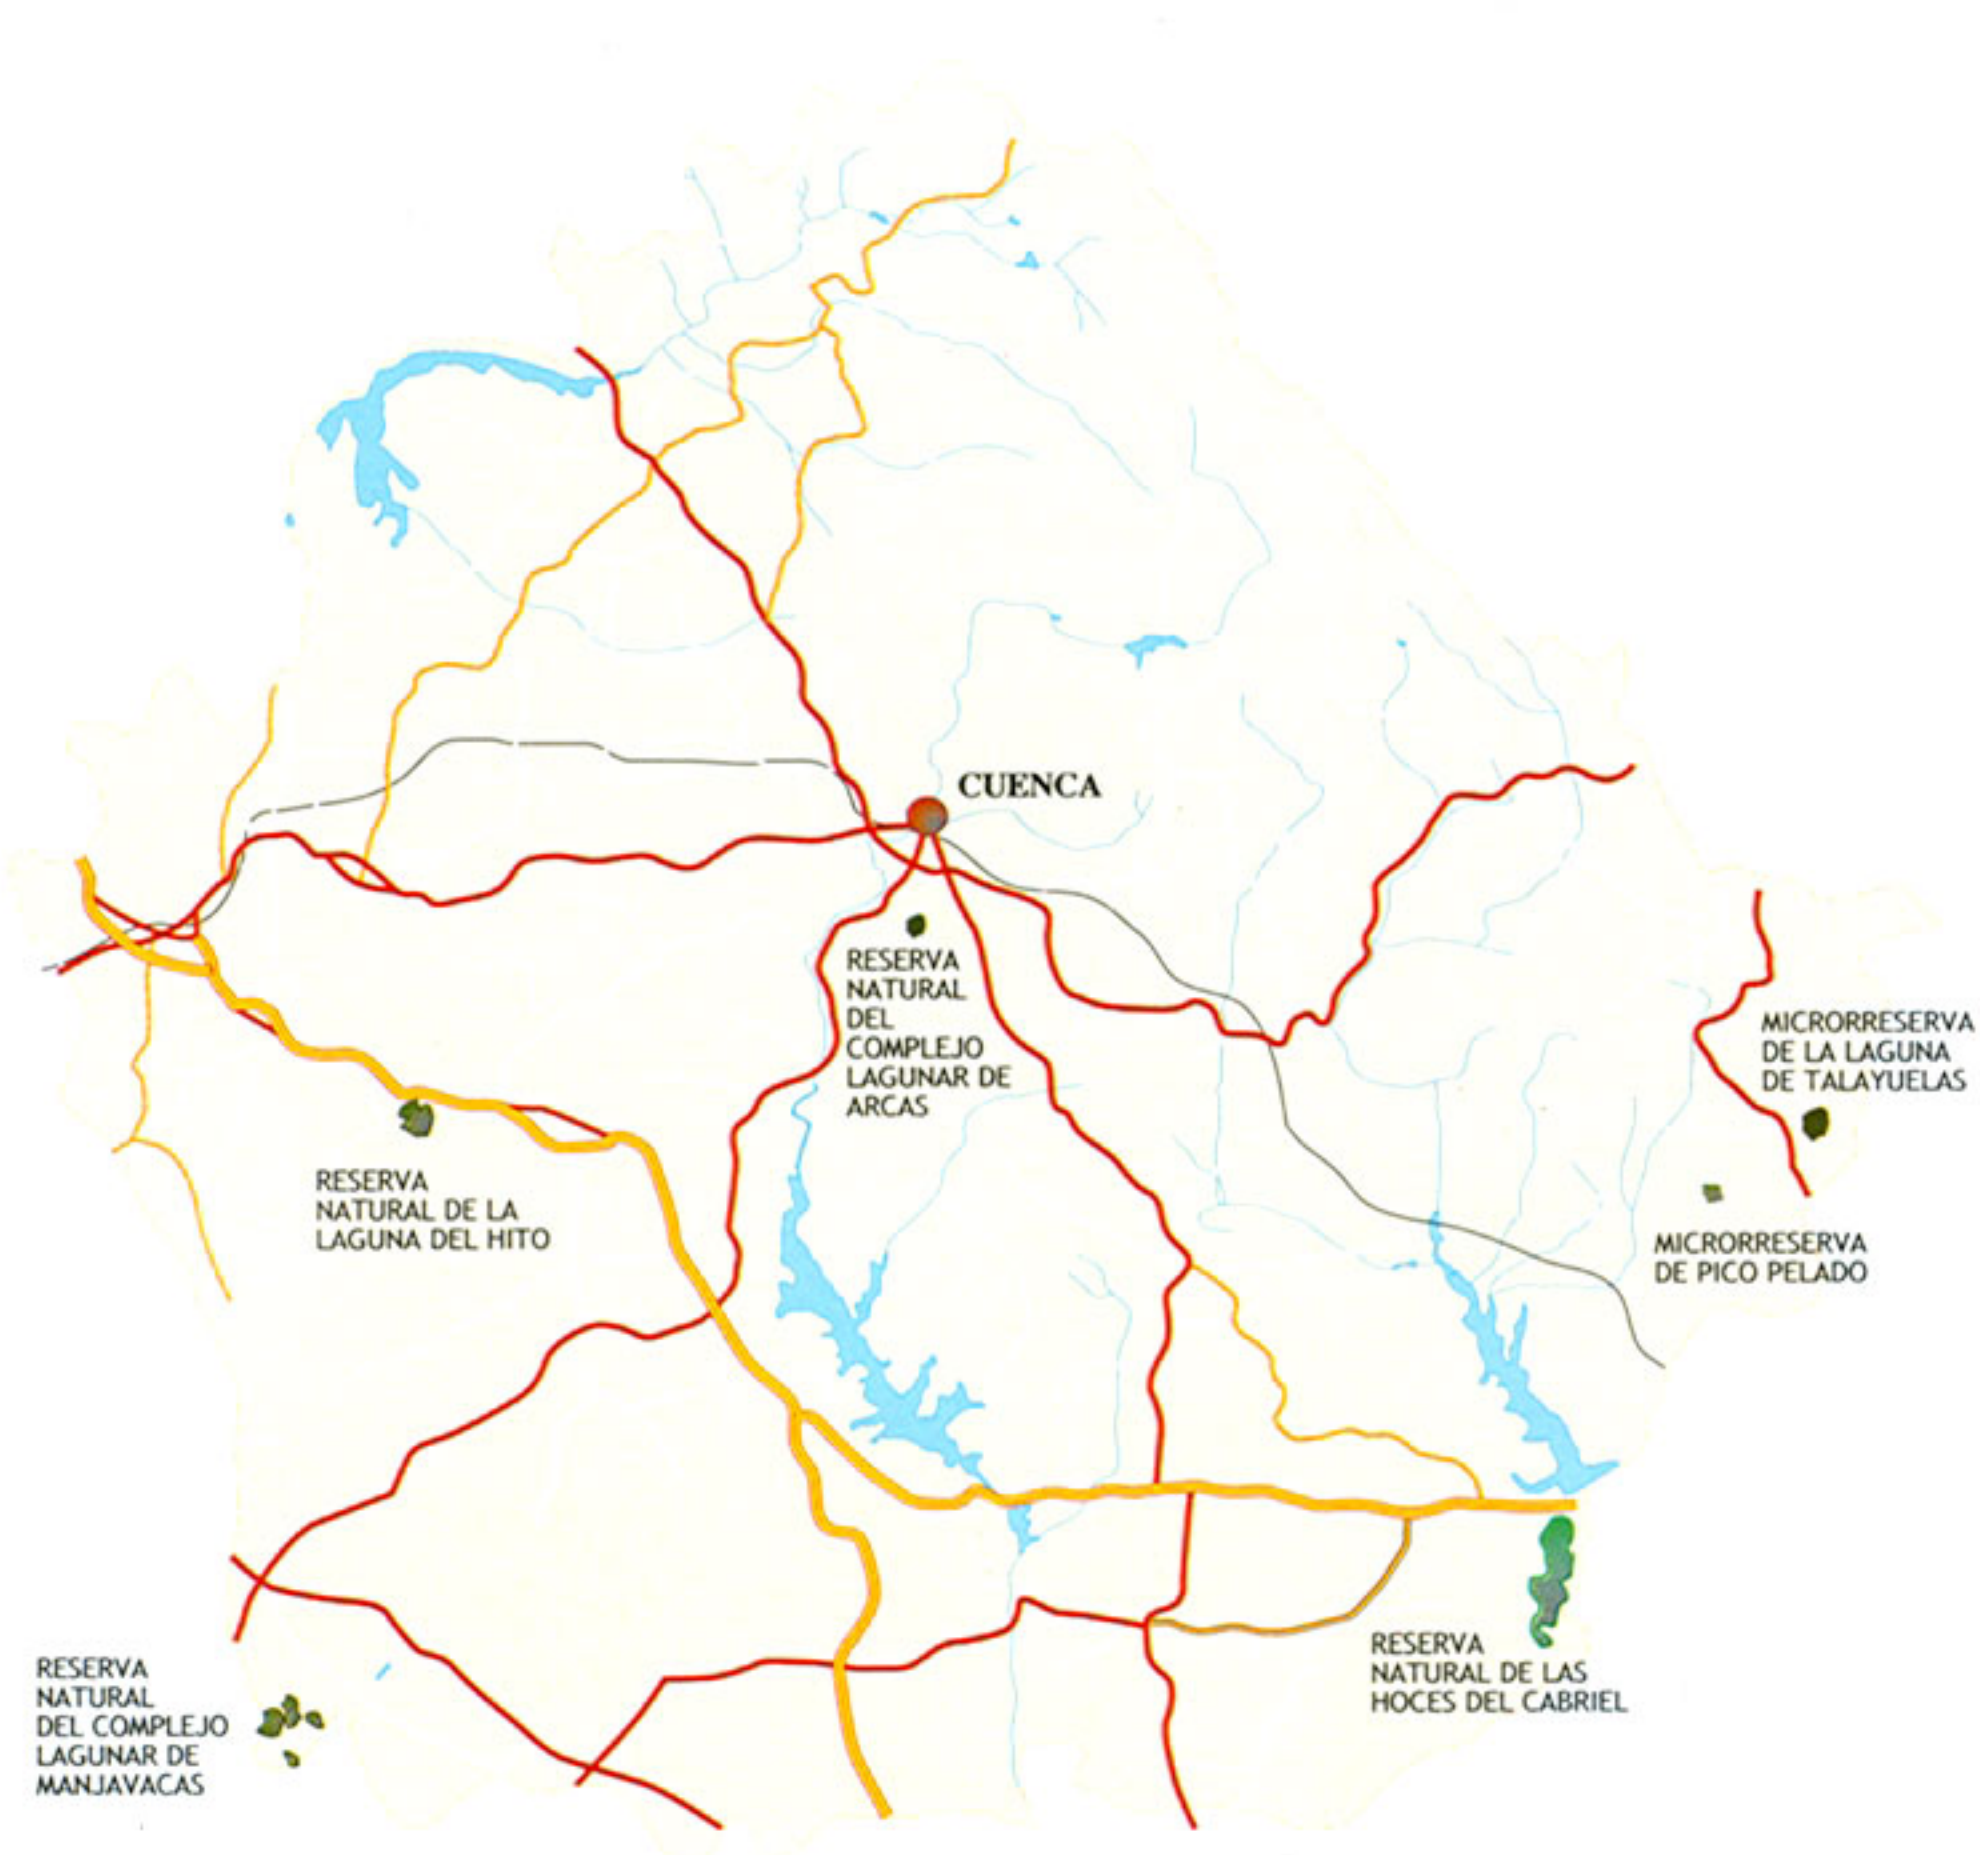 CUENCA
RESERVA
NATURAL
DEL
COMPLEJO
LAGUNAR DE
ARCAS
MICRORRESERVA
DE LA LAGUNA
DE TALAYUELAS
RESERVA
NATURAL DE LA
LAGUNA DEL HITO
MICRORRESERVA
DE PICO PELADO
RESERVA
NATURAL DE LAS
HOCES DEL CABRIEL
RESERVA
NATURAL
DEL COMPLEJO
LAGUNAR DE
MANJAVACAS